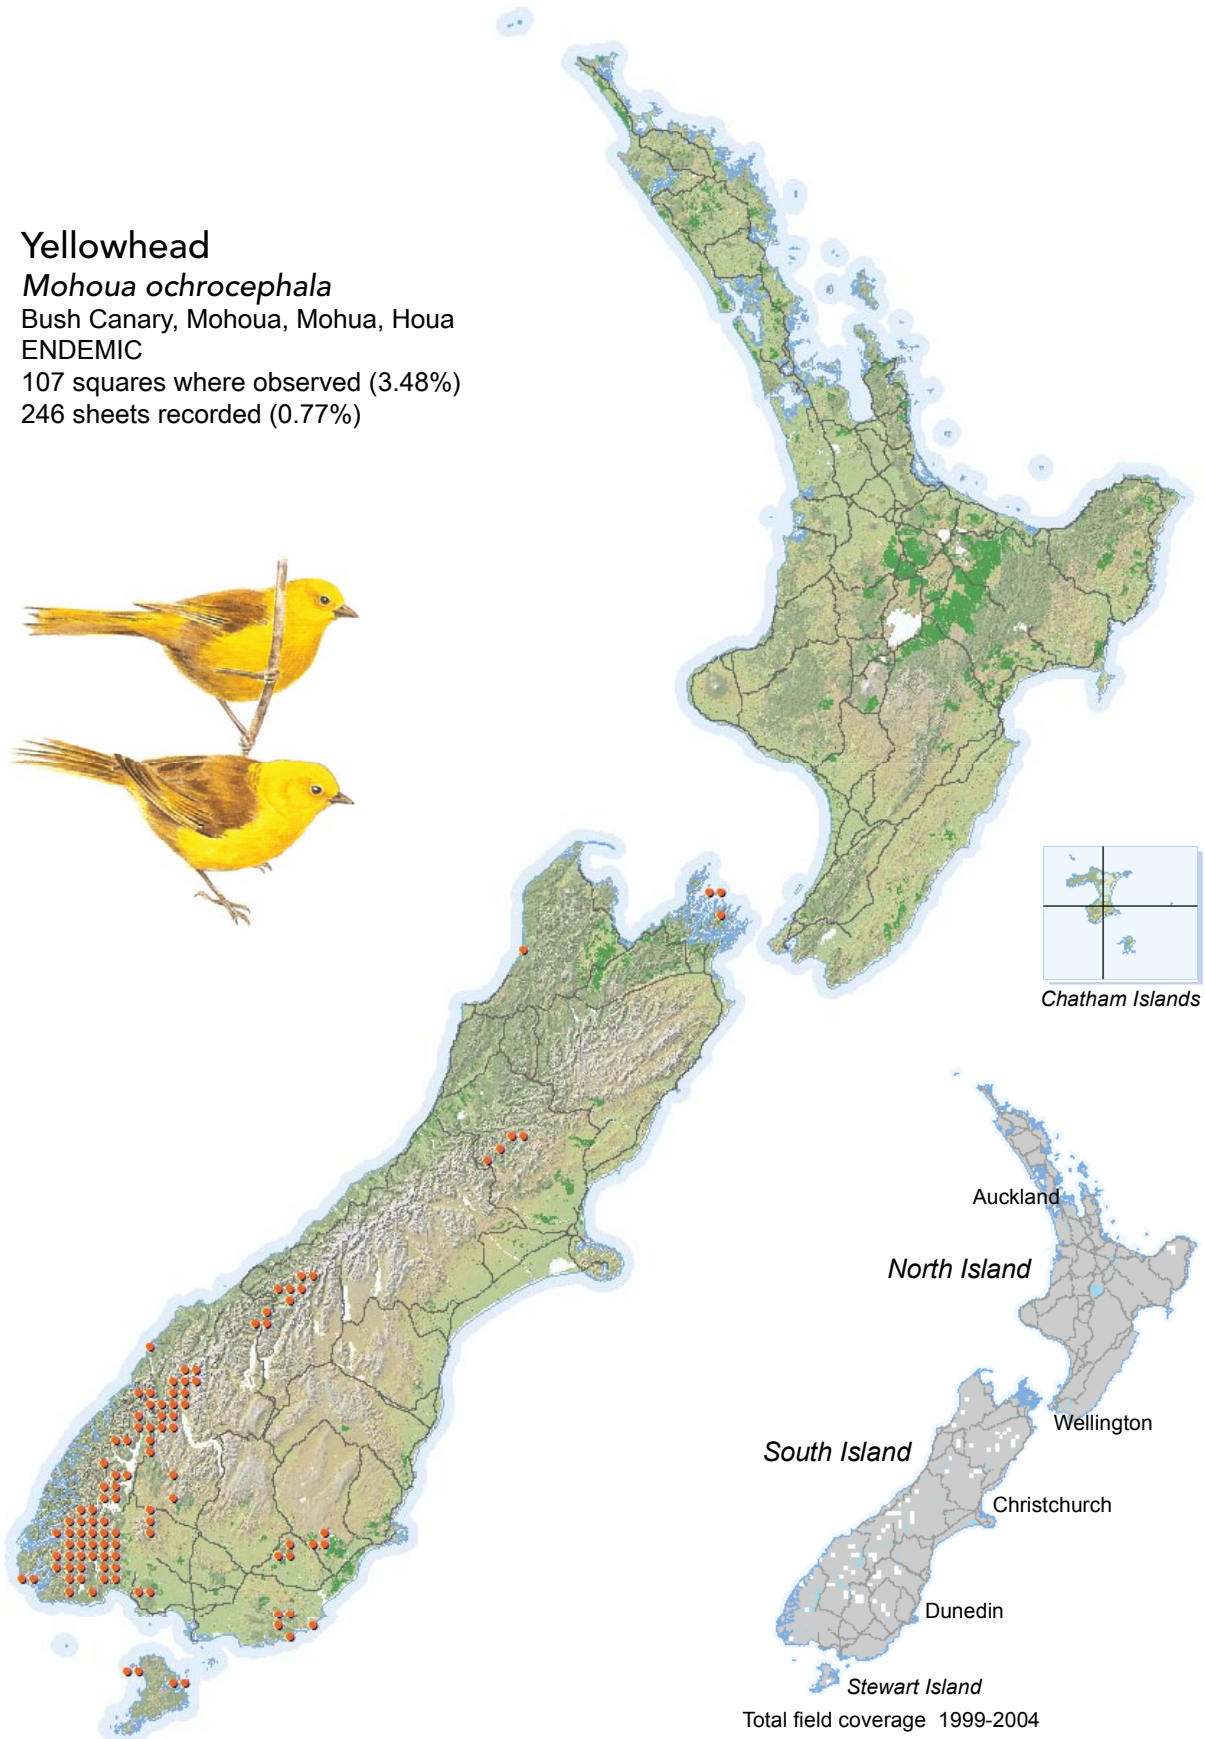 Yellowhead
Mohoua ochrocephala
Bush Canary, Mohoua, Mohua, Houa
ENDEMIC
107 squares where observed (3.48%)
246 sheets recorded (0.77%)
Chatham Islands
Auckland
North Island
Wellington
South Island
Christchurch
Dunedin
Stewart Island
Total field coverage 1999-2004